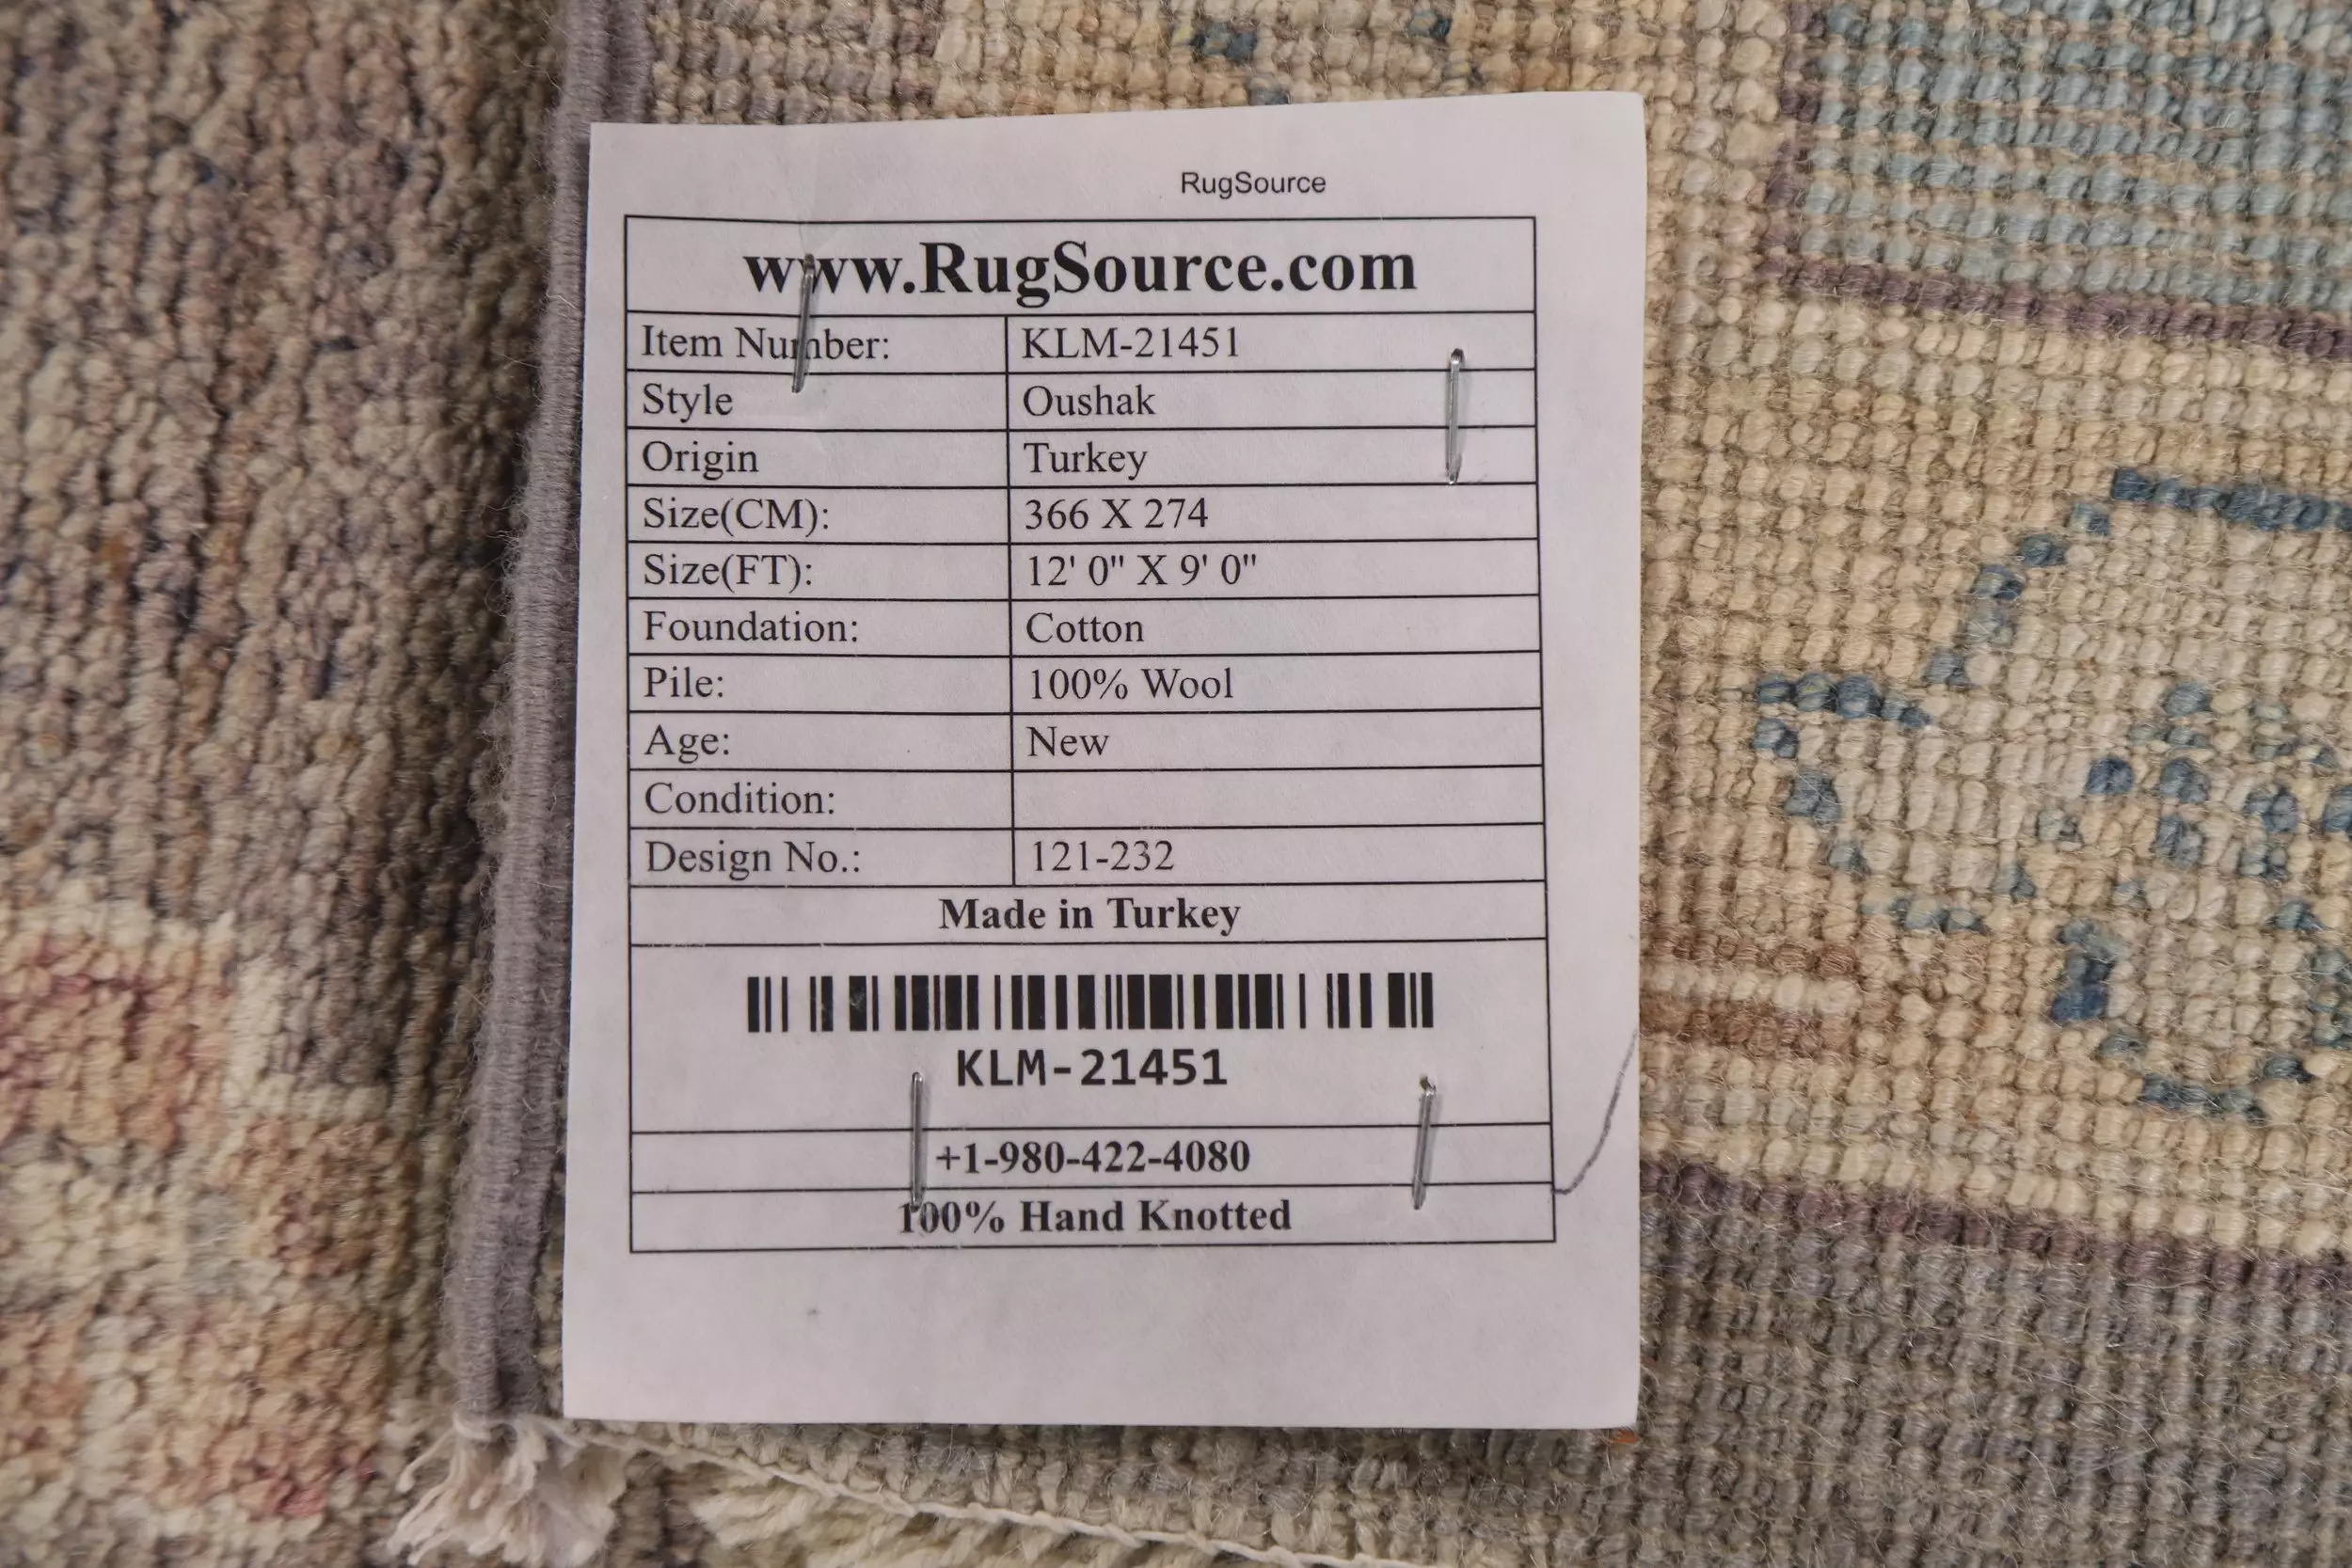 RugSource
www.RugSource.com
Item Number: KLM-21451
Style Oushak
Origin Turkey
Size(CM): 366 X 274
Size(FT): 12' 0" X 9' 0"
Foundation: Cotton
Pile: 100% Wool
Age: New
Condition:
Design No.: 121-232
Made in Turkey
KLM-21451
+1-980-422-4080
100% Hand Knotted